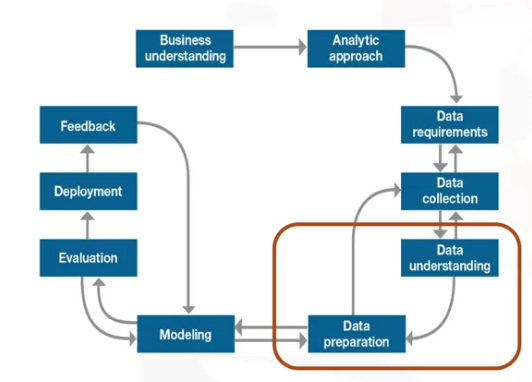 Business
understanding
Analytic
approach
Data
requirements
Data
collection
Data
understanding
Data
preparation
Modeling
Evaluation
Deployment
Feedback